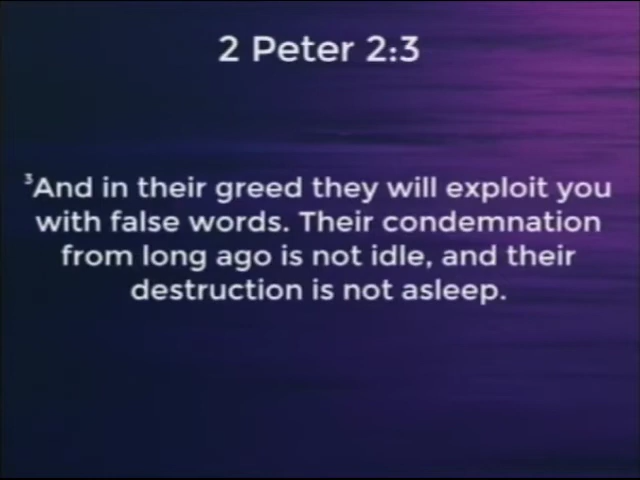 2 Peter 2:3
³And in their greed they will exploit you
with false words. Their condemnation
from long ago is not idle, and their
destruction is not asleep.